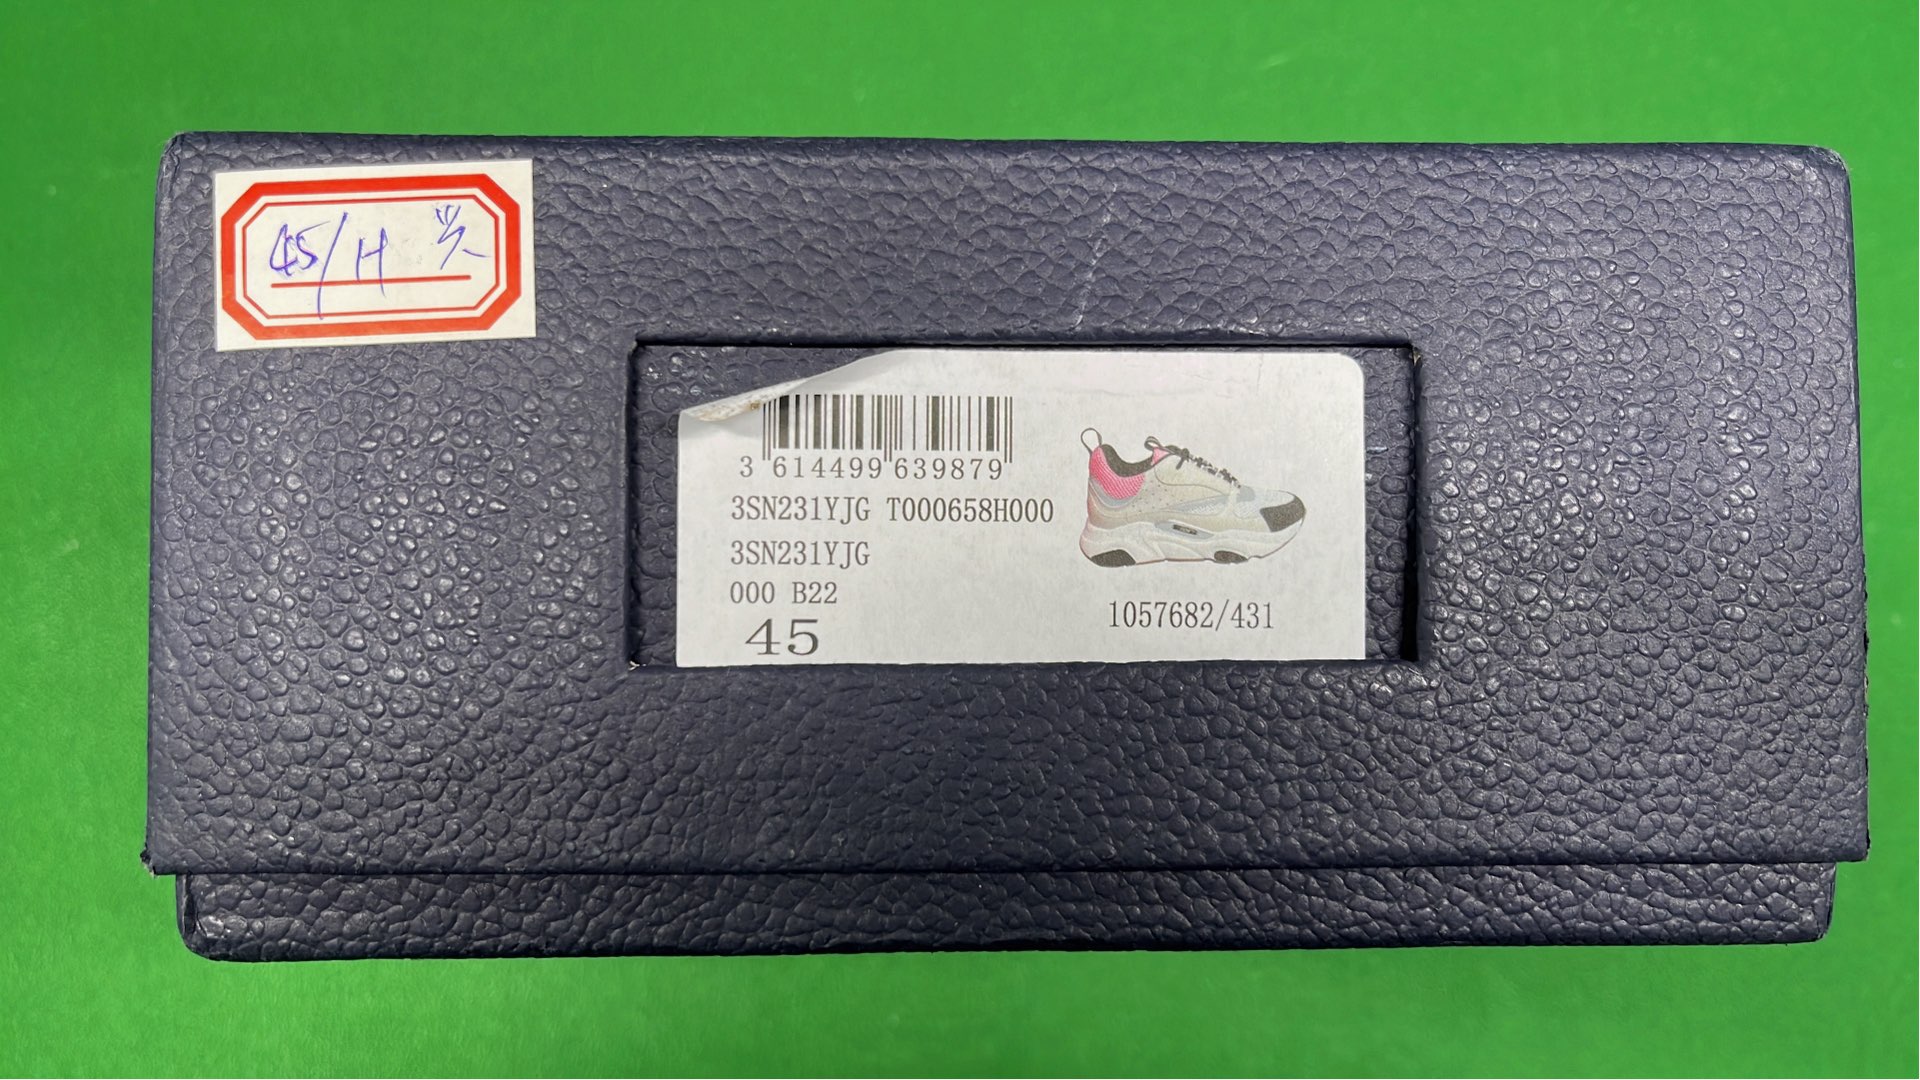 45/H
3 614499 639879
3SN231YJG T000658H000
3SN231YJG
000 B22
45
1057682/431